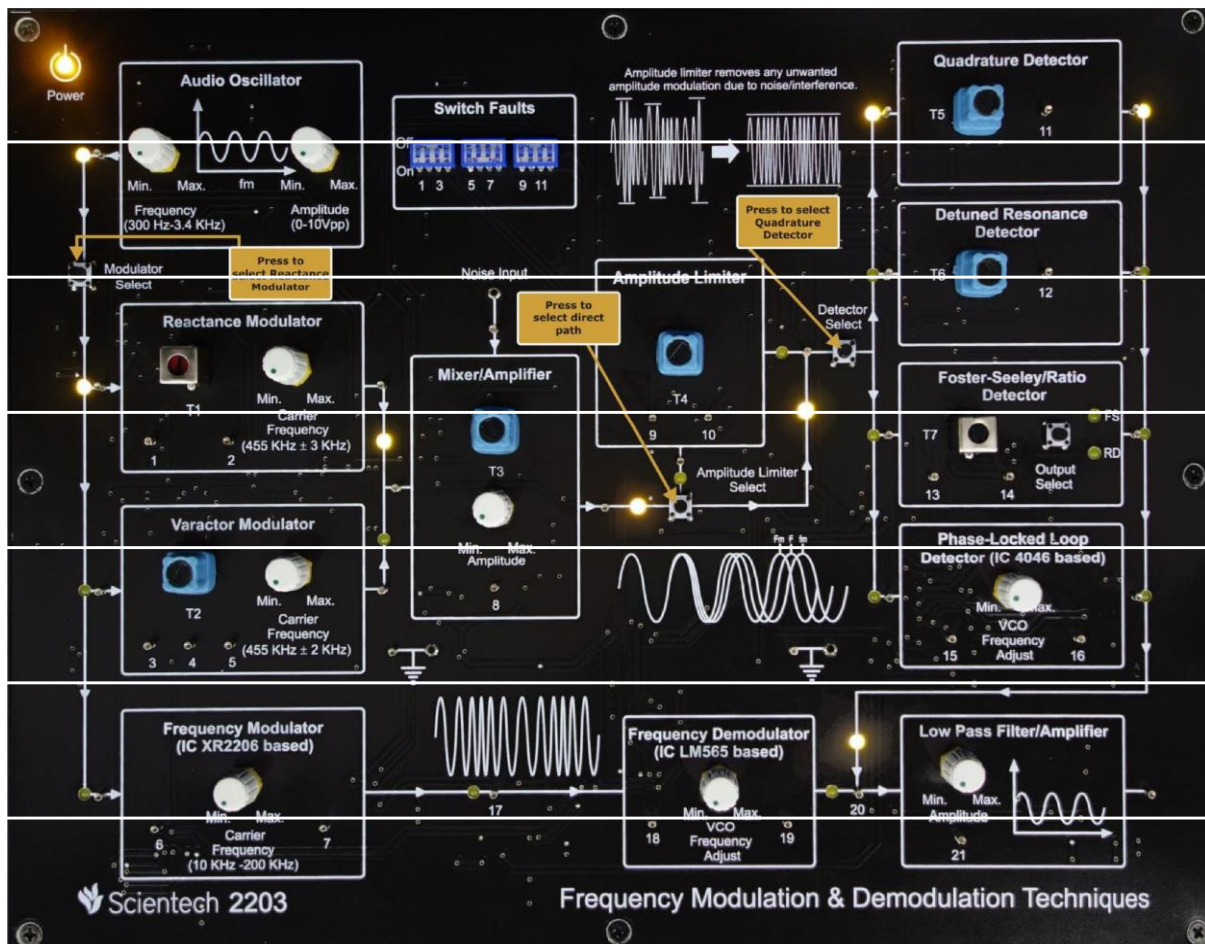 Power
Audio Oscillator
Min. Max. fm Min. Max.
Frequency
(300 Hz-3.4 KHz)
Amplitude
(0-10Vpp)
Switch Faults
On
1 3 5 7 9 11
Amplitude limiter removes any unwanted
amplitude modulation due to noise/interference.
Quadrature Detector
T5
11
Press to select
Quadrature
Detector
Detuned Resonance
Detector
T6
12
Modulator
Select
Press to
select Reactance
Modulator
Noise Input
Amplitude Limiter
T4
9 10
Press to
select direct
path
Detector
Select
Reactance Modulator
T1
Min. Max.
Carrier
Frequency
(455 KHz ± 3 KHz)
1 2
Mixer/Amplifier
T3
Min. Max.
Amplitude
8
Amplitude Limiter
Select
Foster-Seeley/Ratio
Detector
T7
FS
RD
Output
Select
13 14
Varactor Modulator
T2
Min. Max.
Carrier
Frequency
(455 KHz ± 2 KHz)
3 4 5
Fm F fm
Phase-Locked Loop
Detector (IC 4046 based)
Min. Max.
VCO
Frequency
Adjust
15 16
Frequency Modulator
(IC XR2206 based)
Min. Max.
Carrier
Frequency
(10 KHz -200 KHz)
6 7
17
Frequency Demodulator
(IC LM565 based)
Min. Max.
VCO
Frequency
Adjust
18 19
20
Low Pass Filter/Amplifier
Min. Max.
Amplitude
21
Scientech 2203
Frequency Modulation & Demodulation Techniques